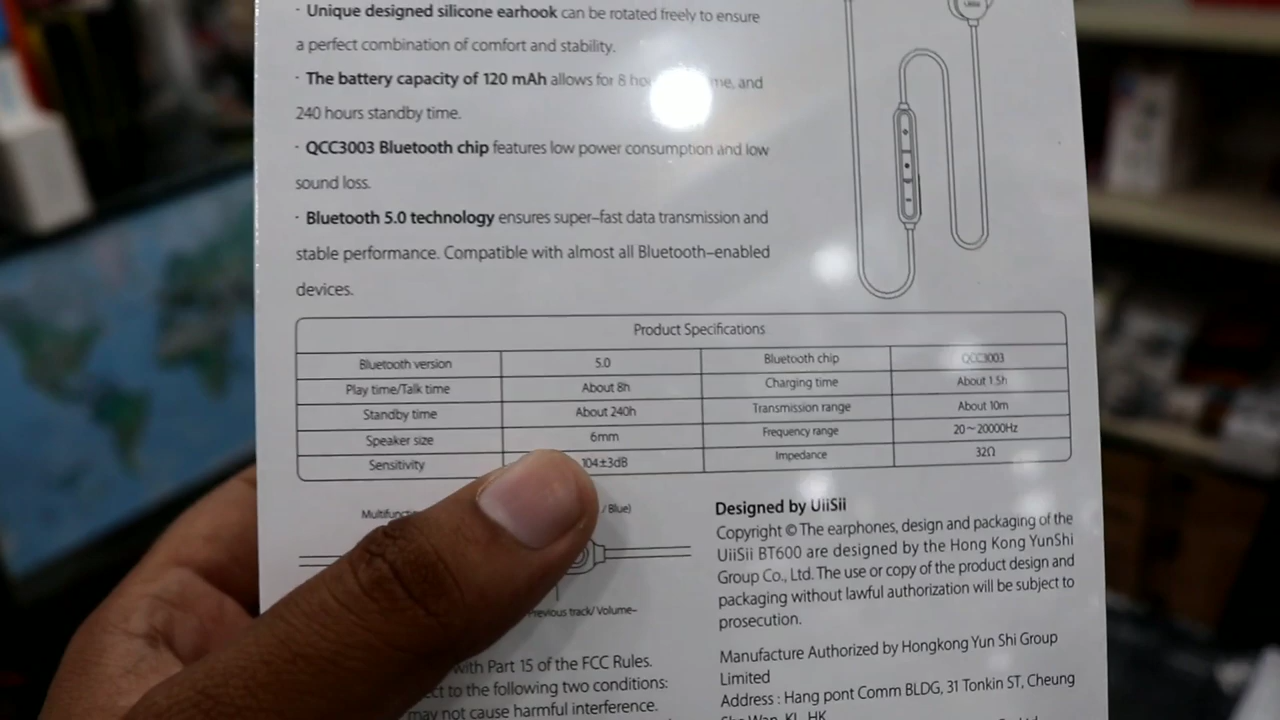 · Unique designed silicone earhook can be rotated freely to ensure
a perfect combination of comfort and stability.
· The battery capacity of 120 mAh allows for 8 and
240 hours standby time.
· QCC3003 Bluetooth chip features low power consumption and low
sound loss.
· Bluetooth 5.0 technology ensures super–fast data transmission and
stable performance. Compatible with almost all Bluetooth–enabled
devices.
Product Specifications
Bluetooth version 5.0 Bluetooth chip QCC3003
Play time/Talk time About 8h Charging time About 1.5h
Standby time About 240h Transmission range About 10m
Speaker size 6mm Frequency range 20~20000Hz
Sensitivity 104±3dB Impedance 32Ω
/ Blue)
Previous track/ Volume–
with Part 15 of the FCC Rules.
to the following two conditions:
may not cause harmful interference.
Designed by UiiSii
Copyright © The earphones, design and packaging of the
UiiSii BT600 are designed by the Hong Kong YunShi
Group Co., Ltd. The use or copy of the product design and
packaging without lawful authorization will be subject to
prosecution.
Manufacture Authorized by Hongkong Yun Shi Group
Limited
Address : Hang pont Comm BLDG, 31 Tonkin ST, Cheung
Sha Wan, KL, HK